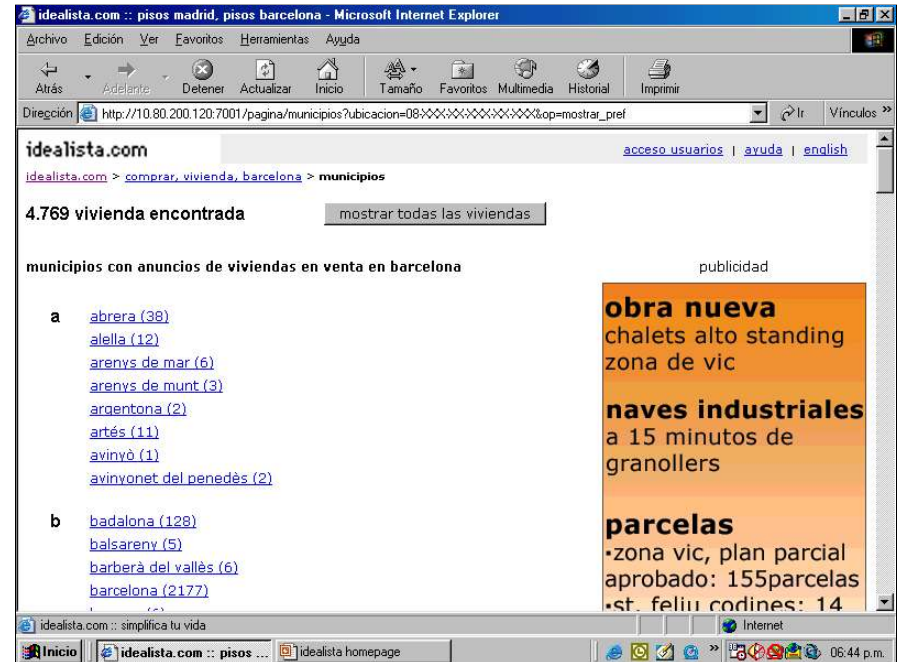 idealista.com :: pisos madrid, pisos barcelona - Microsoft Internet Explorer
Archivo Edición Ver Favoritos Herramientas Ayuda
Atrás Adelante Detener Actualizar Inicio Tamaño Favoritos Multimedia Historial Imprimir
Dirección http://10.80.200.120:7001/pagina/municipios?ubicacion=08-XXX-XX-XXX-XX-XXX&op=mostrar_pref Ir Vínculos »
idealista.com acceso usuarios | ayuda | english
idealista.com > comprar, vivienda, barcelona > municipios
4.769 vivienda encontrada mostrar todas las viviendas
municipios con anuncios de viviendas en venta en barcelona
a
abrera (38)
alella (12)
arenys de mar (6)
arenys de munt (3)
argentona (2)
artés (11)
avinyò (1)
avinyonet del penedès (2)
b
badalona (128)
balsareny (5)
barberà del vallès (6)
barcelona (2177)
publicidad
obra nueva
chalets alto standing
zona de vic
naves industriales
a 15 minutos de
granollers
parcelas
•zona vic, plan parcial
aprobado: 155parcelas
•st. feliu codines: 14
idealista.com :: simplifica tu vida Internet
Inicio idealista.com :: pisos ... idealista homepage » 06:44 p.m.